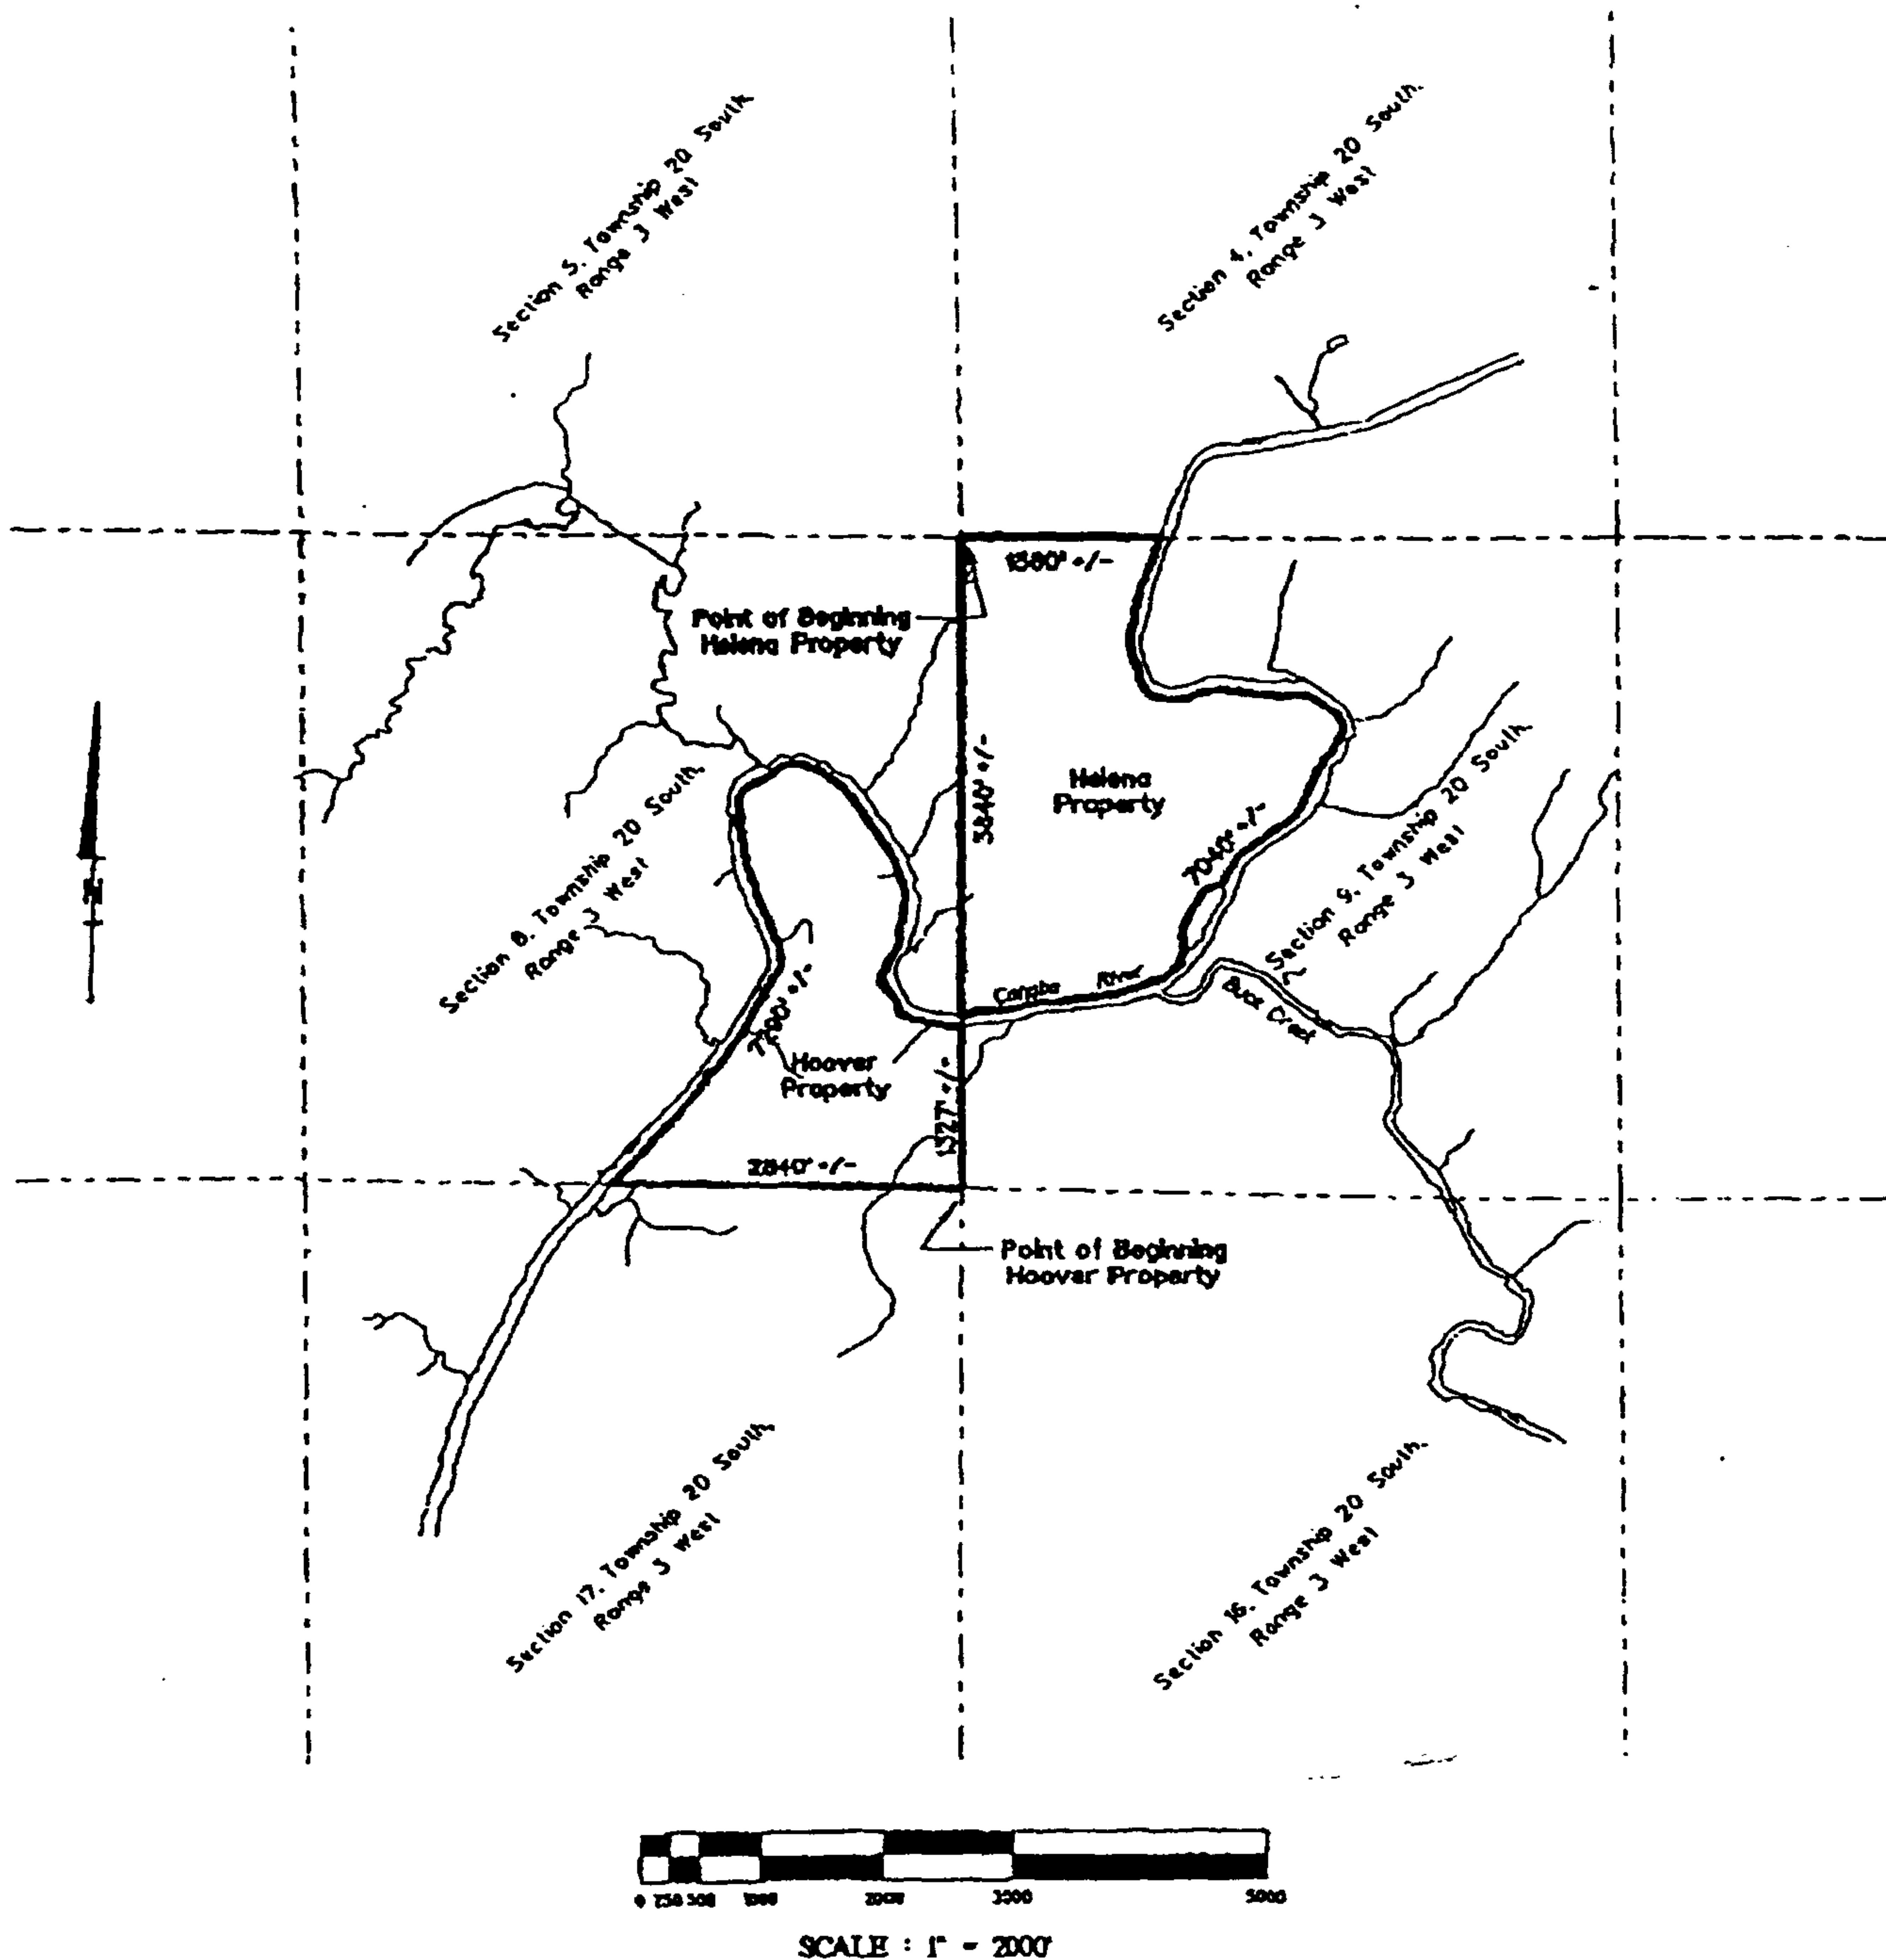 Section 5. Township 20 South.
Range 3 West
Section 4. Township 20 South.
Range 3 West
+/-
Point of Beginning
Helena Property
3840' +/-
Helena
Property
7040' +/-
Section 8. Township 20 South.
Range 3 West
Section 9. Township 20 South
Range 3 West
N
River
Buck Creek
+/-
Hoover
Property
1327' +/-
2840' +/-
Point of Beginning
Hoover Property
Section 17. Township 20 South.
Range 3 West
Section 16. Township 20 South.
Range 3 West
0 250 500 1000 2000 3000 5000
SCALE : 1" - 2000'